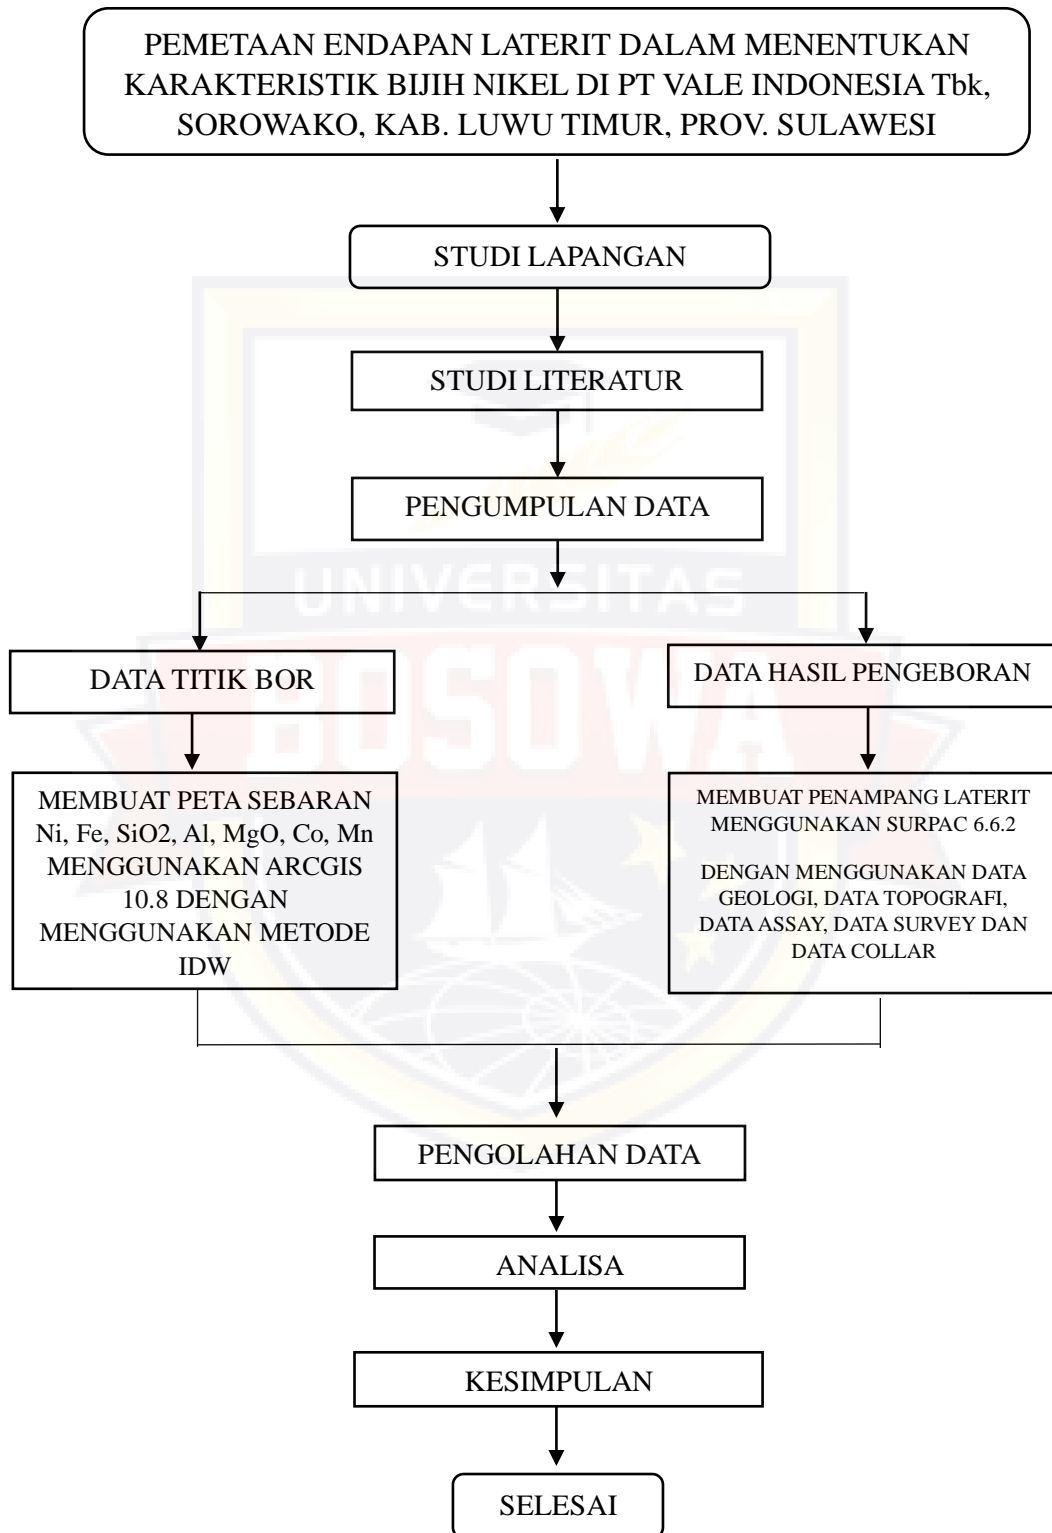 PEMETAAN ENDAPAN LATERIT DALAM MENENTUKAN
KARAKTERISTIK BIJIH NIKEL DI PT VALE INDONESIA Tbk,
SOROWAKO, KAB. LUWU TIMUR, PROV. SULAWESI
STUDI LAPANGAN
STUDI LITERATUR
PENGUMPULAN DATA
UNIVERSITAS
BOSOWA
DATA TITIK BOR
DATA HASIL PENGEBORAN
MEMBUAT PETA SEBARAN
Ni, Fe, SiO2, Al, MgO, Co, Mn
MENGGUNAKAN ARCGIS
10.8 DENGAN
MENGGUNAKAN METODE
IDW
MEMBUAT PENAMPANG LATERIT
MENGGUNAKAN SURPAC 6.6.2
DENGAN MENGGUNAKAN DATA
GEOLOGI, DATA TOPOGRAFI,
DATA ASSAY, DATA SURVEY DAN
DATA COLLAR
PENGOLAHAN DATA
ANALISA
KESIMPULAN
SELESAI